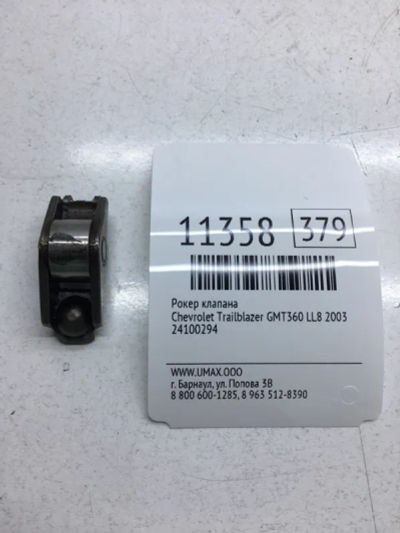 11358 379
Рокер клапана
Chevrolet Trailblazer GMT360 LL8 2003
24100294
WWW.UMAX.OOO
г. Барнаул, ул. Попова 3В
8 800 600-1285, 8 963 512-8390